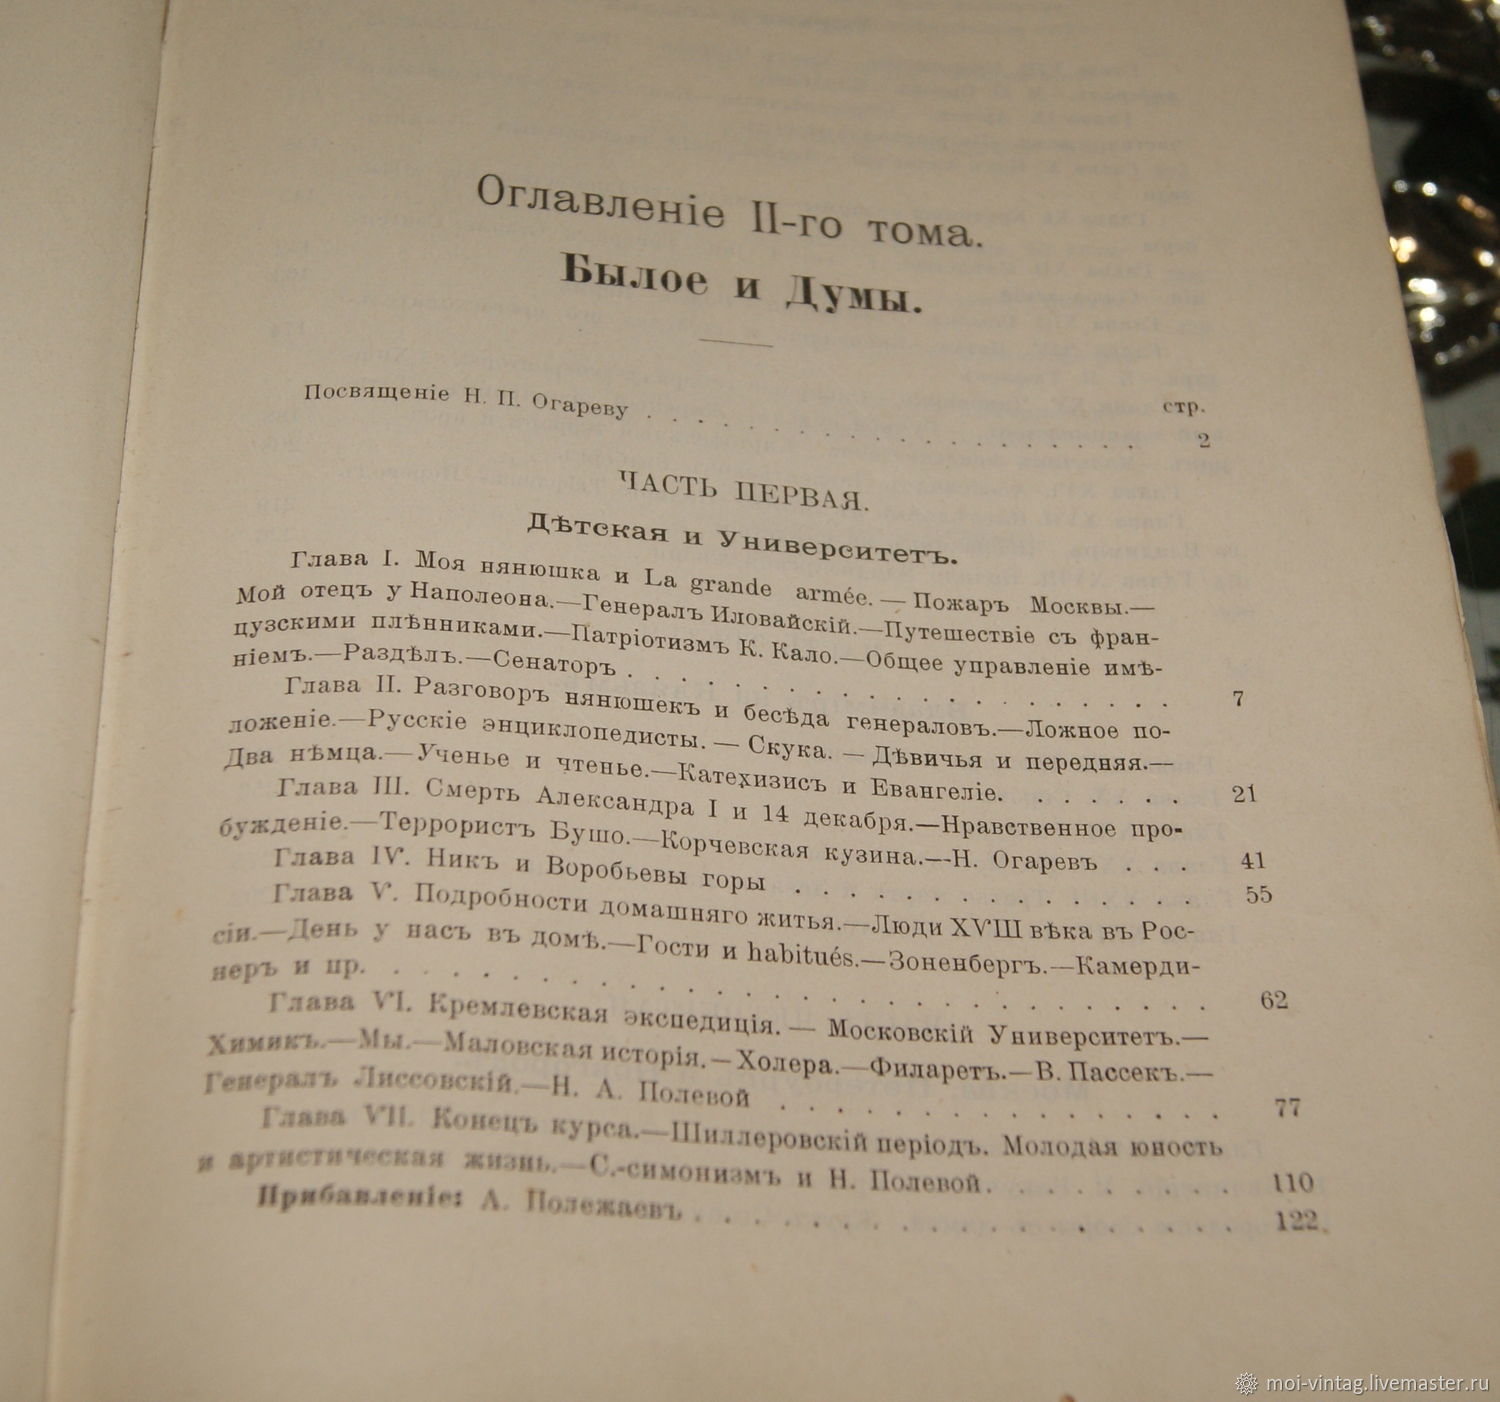 Оглавленіе II-го тома.
Былое и Думы.
стр.
Посвященіе Н. П. Огареву . . . . . . . . . . . . . . . . . . 2
ЧАСТЬ ПЕРВАЯ.
Дѣтская и Университетъ.
Глава I. Моя нянюшка и La grande armée. — Пожаръ Москвы.—
Мой отецъ у Наполеона.—Генералъ Иловайскій.—Путешествіе съ фран-
цузскими плѣнниками.—Патріотизмъ К. Кало.—Общее управленіе имѣ-
ніемъ.—Раздѣлъ.—Сенаторъ . . . . . . . . . . . . . . . . . 7
Глава II. Разговоръ нянюшекъ и бесѣда генераловъ.—Ложное по-
ложеніе.—Русскіе энциклопедисты. — Скука. — Дѣвичья и передняя.—
Два нѣмца.—Ученье и чтенье.—Катехизисъ и Евангеліе. . . . . . . 21
Глава III. Смерть Александра I и 14 декабря.—Нравственное про-
бужденіе.—Террористъ Бушо.—Корчевская кузина.—Н. Огаревъ . . . 41
Глава IV. Никъ и Воробьевы горы . . . . . . . . . . . . . . 55
Глава V. Подробности домашняго житья.—Люди XVIII вѣка въ Рос-
сіи.—День у насъ въ домѣ.—Гости и habitués.—Зоненбергъ.—Камерди-
неръ и пр. . . . . . . . . . . . . . . . . . . . . . . . . . 62
Глава VI. Кремлевская экспедиція. — Московскій Университетъ.—
Химикъ.—Мы.—Маловская исторія.—Холера.—Филаретъ.—В. Пассекъ.—
Генералъ Лиссовскій.—Н. А. Полевой . . . . . . . . . . . . . . 77
Глава VII. Конецъ курса.—Шиллеровскій періодъ. Молодая юность
и артистическая жизнь.—С.-симонизмъ и Н. Полевой. . . . . . . . . 110
Прибавленіе: А. Полежаевъ . . . . . . . . . . . . . . . . . . 122
moi-vintag.livemaster.ru